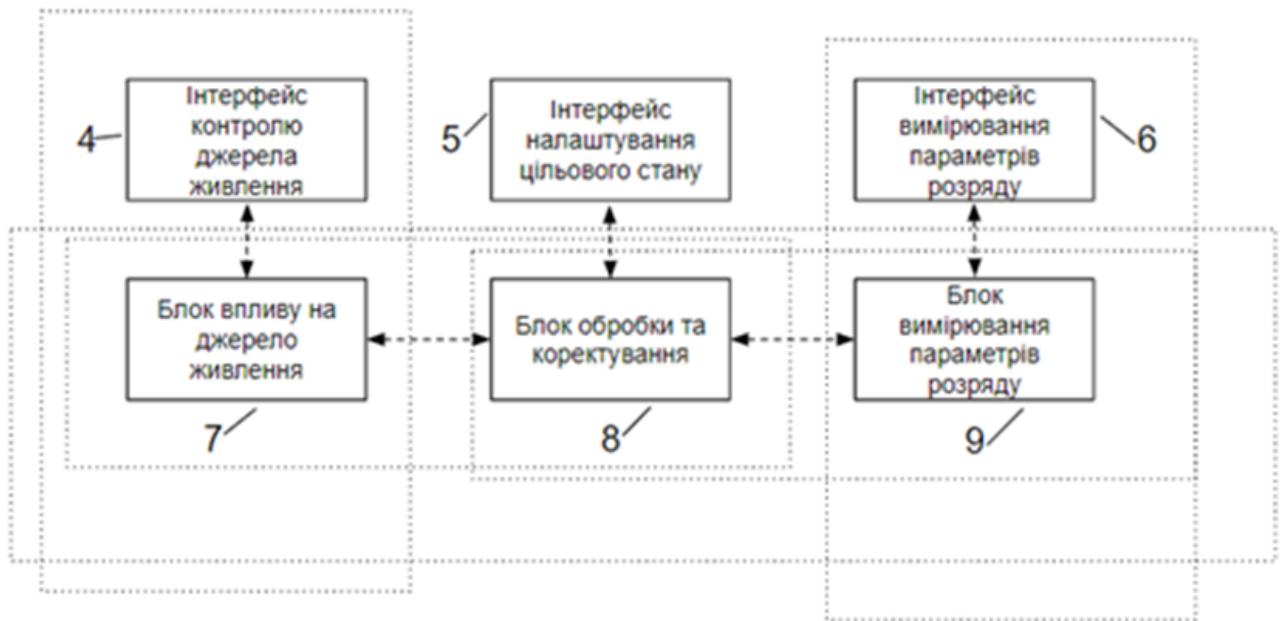 Інтерфейс
контролю
джерела
живлення
4
Інтерфейс
налаштування
цільового стану
5
Інтерфейс
вимірювання
параметрів
розряду
6
Блок впливу на
джерело
живлення
7
Блок обробки та
коректування
8
Блок
вимірювання
параметрів
розряду
9